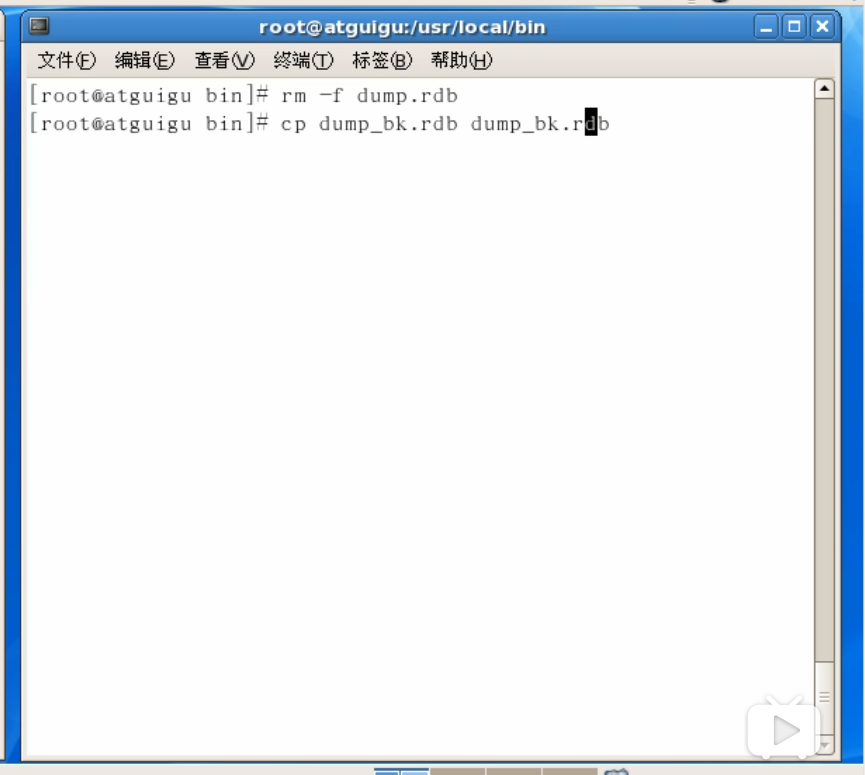 root@atguigu:/usr/local/bin
文件(F) 编辑(E) 查看(V) 终端(T) 标签(B) 帮助(H)
[root@atguigu bin]# rm -f dump.rdb
[root@atguigu bin]# cp dump_bk.rdb dump_bk.rdb